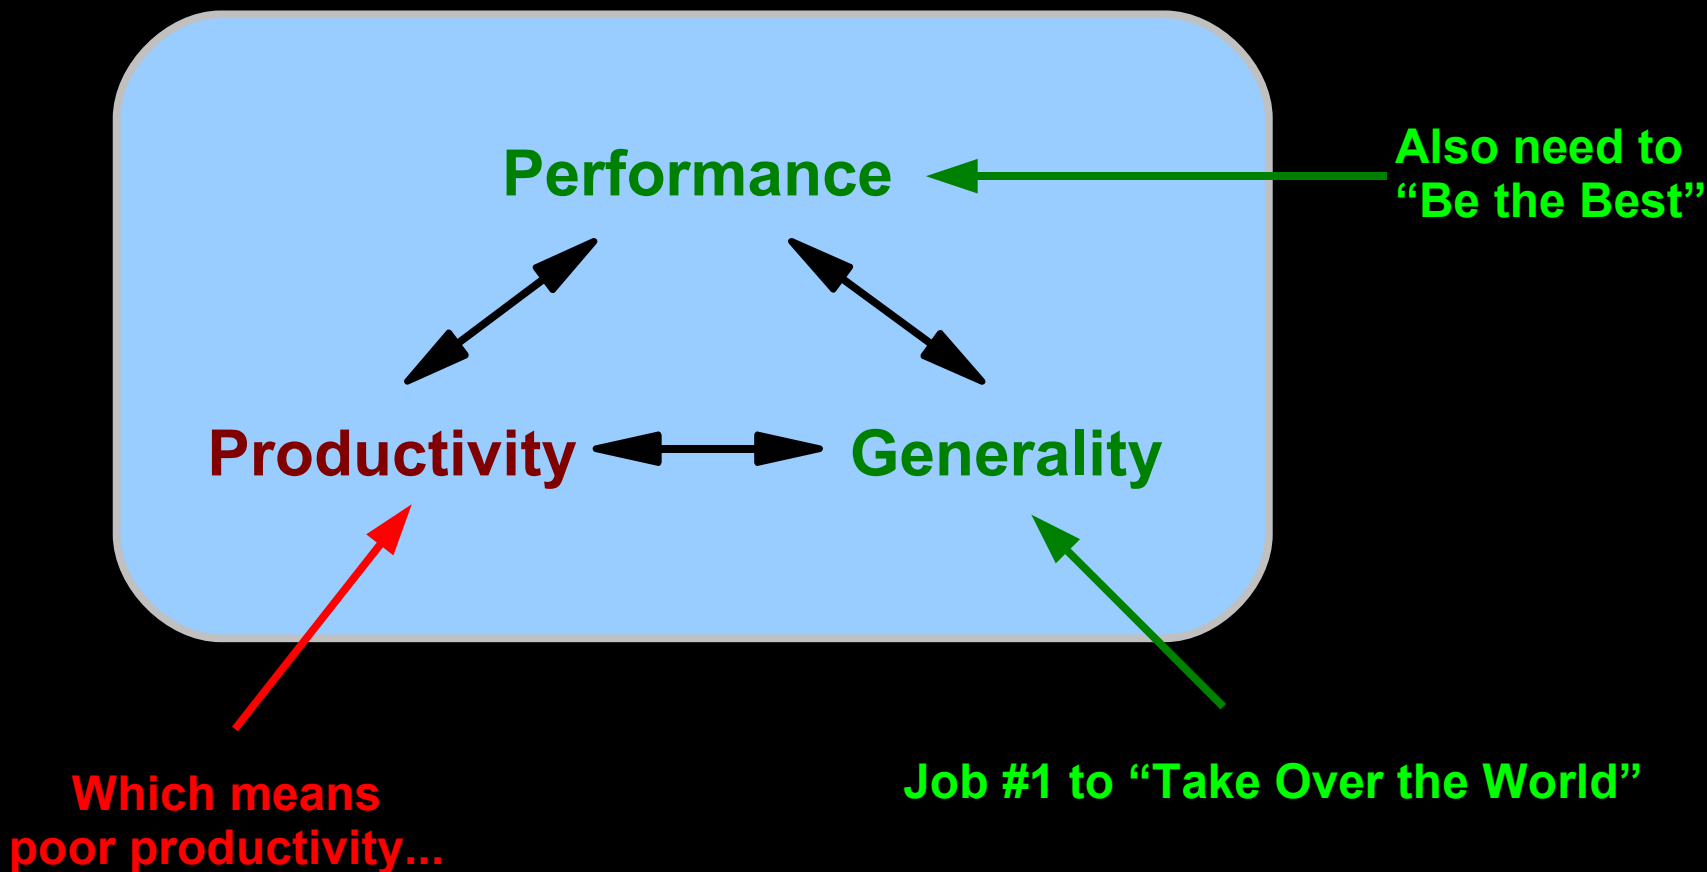 Performance
Also need to
“Be the Best”
Productivity
Generality
Which means
poor productivity...
Job #1 to “Take Over the World”